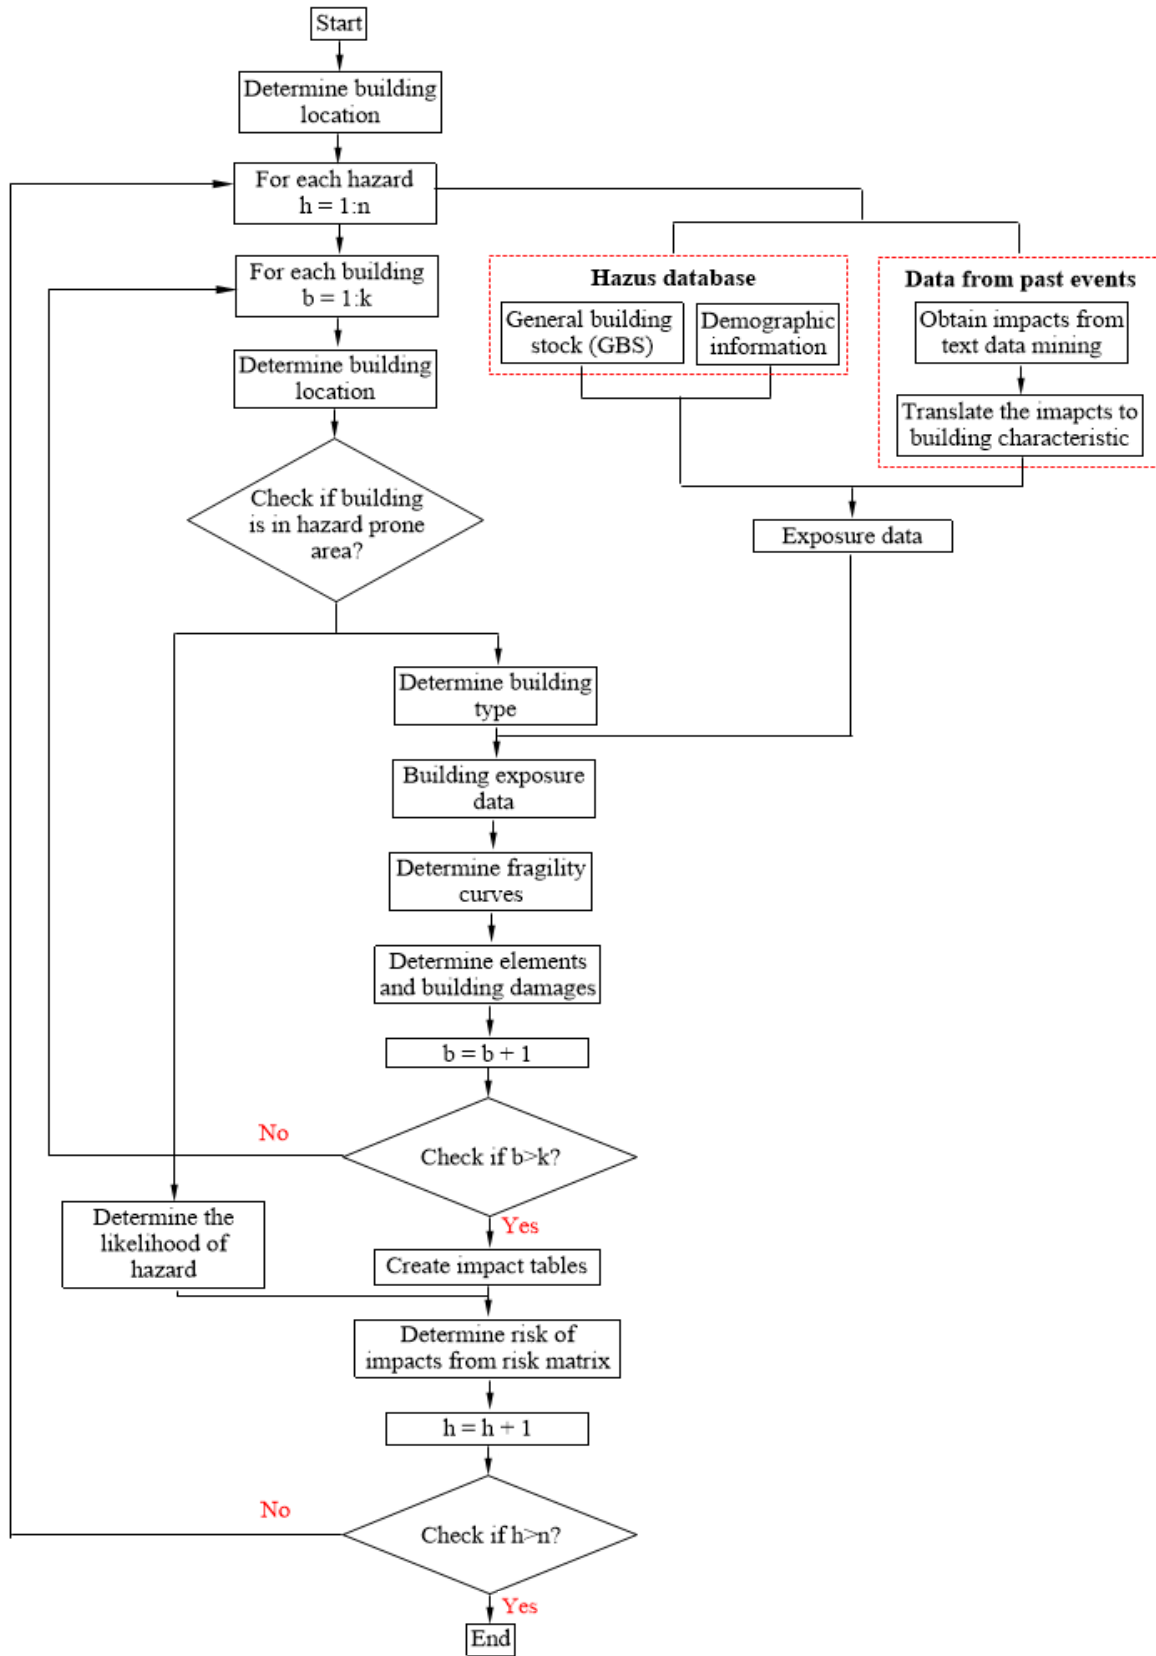 Start
Determine building
location
For each hazard
h = 1:n
For each building
b = 1:k
Determine building
location
Check if building
is in hazard prone
area?
Hazus database
General building
stock (GBS)
Demographic
information
Data from past events
Obtain impacts from
text data mining
Translate the imapcts to
building characteristic
Exposure data
Determine building
type
Building exposure
data
Determine fragility
curves
Determine elements
and building damages
b = b + 1
No
Check if b>k?
Yes
Determine the
likelihood of
hazard
Create impact tables
Determine risk of
impacts from risk matrix
h = h + 1
No
Check if h>n?
Yes
End